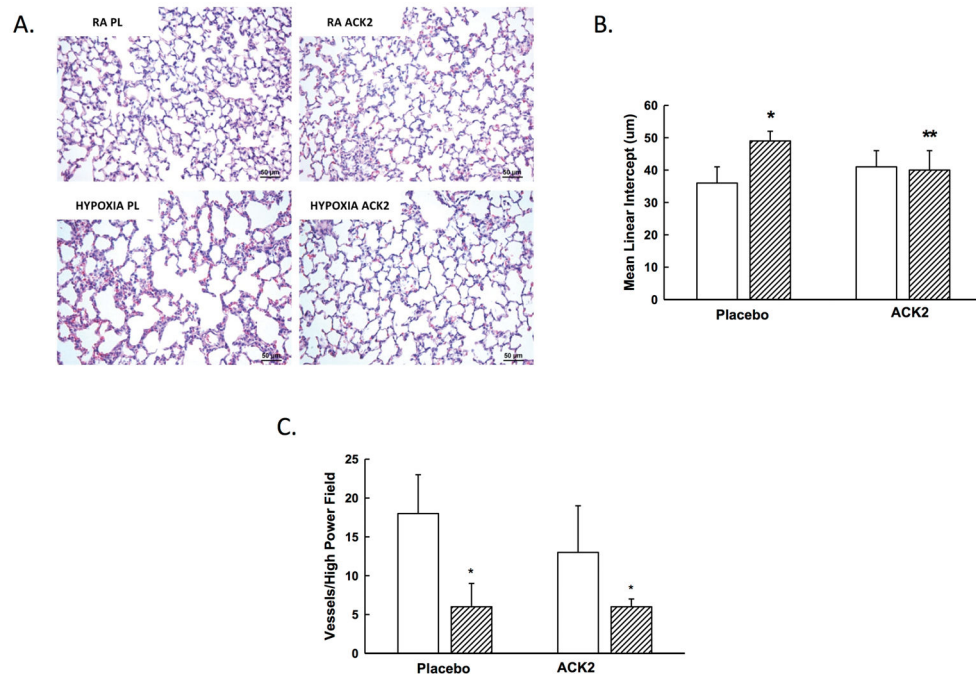 A.
RA PL
RA ACK2
50 µm
50 µm
HYPOXIA PL
HYPOXIA ACK2
50 µm
50 µm
B.
Mean Linear Intercept (um)
60
50
40
30
20
10
0
*
**
Placebo
ACK2
C.
Vessels/High Power Field
25
20
15
10
5
0
*
*
Placebo
ACK2